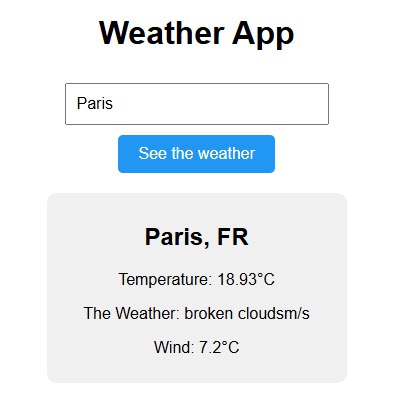 Weather App
Paris
See the weather
Paris, FR
Temperature: 18.93°C
The Weather: broken cloudsm/s
Wind: 7.2°C